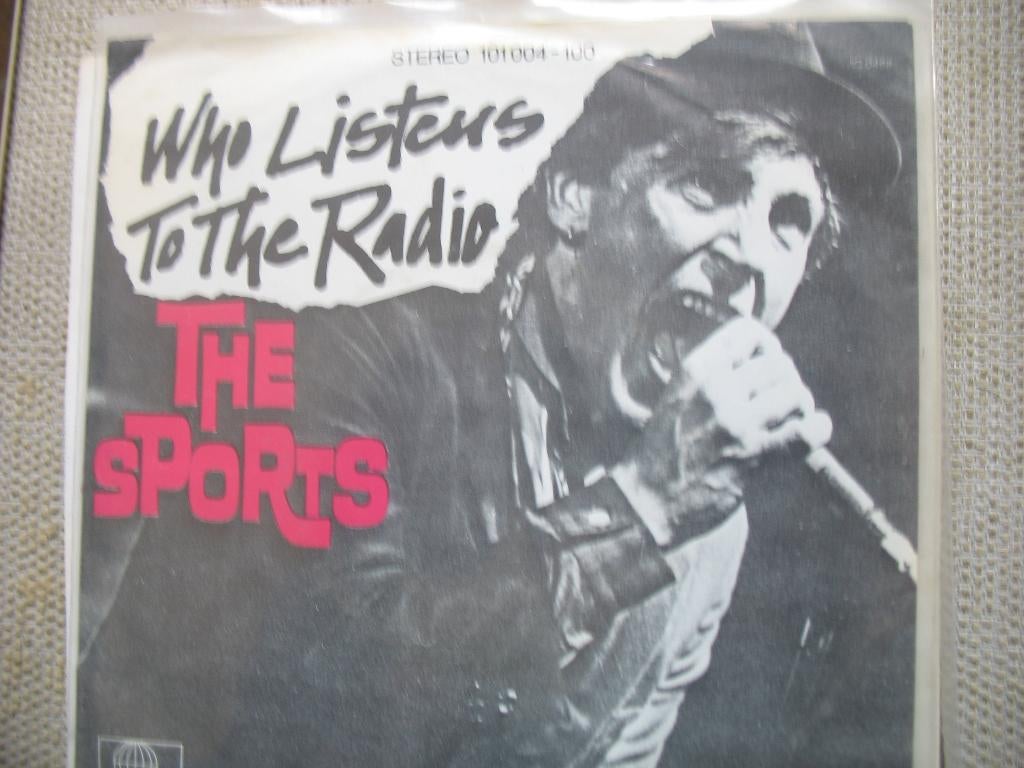 STEREO 101004-100
Who Listens
To The Radio
THE
SPORTS